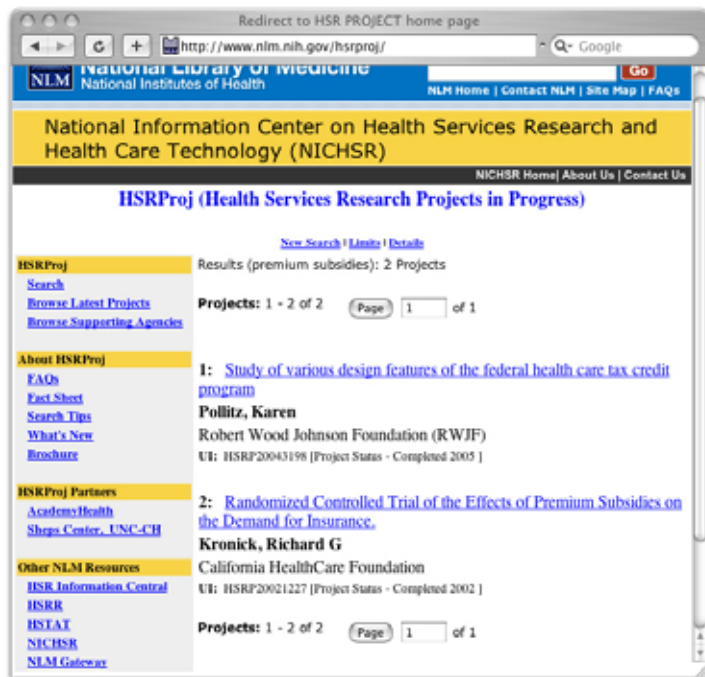 Redirect to HSR PROJECT home page
http://www.nlm.nih.gov/hsrproj/
Google
NLM
National Library of Medicine
National Institutes of Health
Go
NLM Home | Contact NLM | Site Map | FAQs
National Information Center on Health Services Research and
Health Care Technology (NICHSR)
NICHSR Home| About Us | Contact Us
HSRProj (Health Services Research Projects in Progress)
New Search | Limits | Details
HSRProj
Search
Browse Latest Projects
Browse Supporting Agencies
About HSRProj
FAQs
Fact Sheet
Search Tips
What's New
Brochure
HSRProj Partners
AcademyHealth
Sheps Center, UNC-CH
Other NLM Resources
HSR Information Central
HSRR
HSTAT
NICHSR
NLM Gateway
Results (premium subsidies): 2 Projects
Projects: 1 - 2 of 2 Page 1 of 1
1: Study of various design features of the federal health care tax credit
program
Pollitz, Karen
Robert Wood Johnson Foundation (RWJF)
UI: HSRP20043198 [Project Status - Completed 2005 ]
2: Randomized Controlled Trial of the Effects of Premium Subsidies on
the Demand for Insurance.
Kronick, Richard G
California HealthCare Foundation
UI: HSRP20021227 [Project Status - Completed 2002 ]
Projects: 1 - 2 of 2 Page 1 of 1